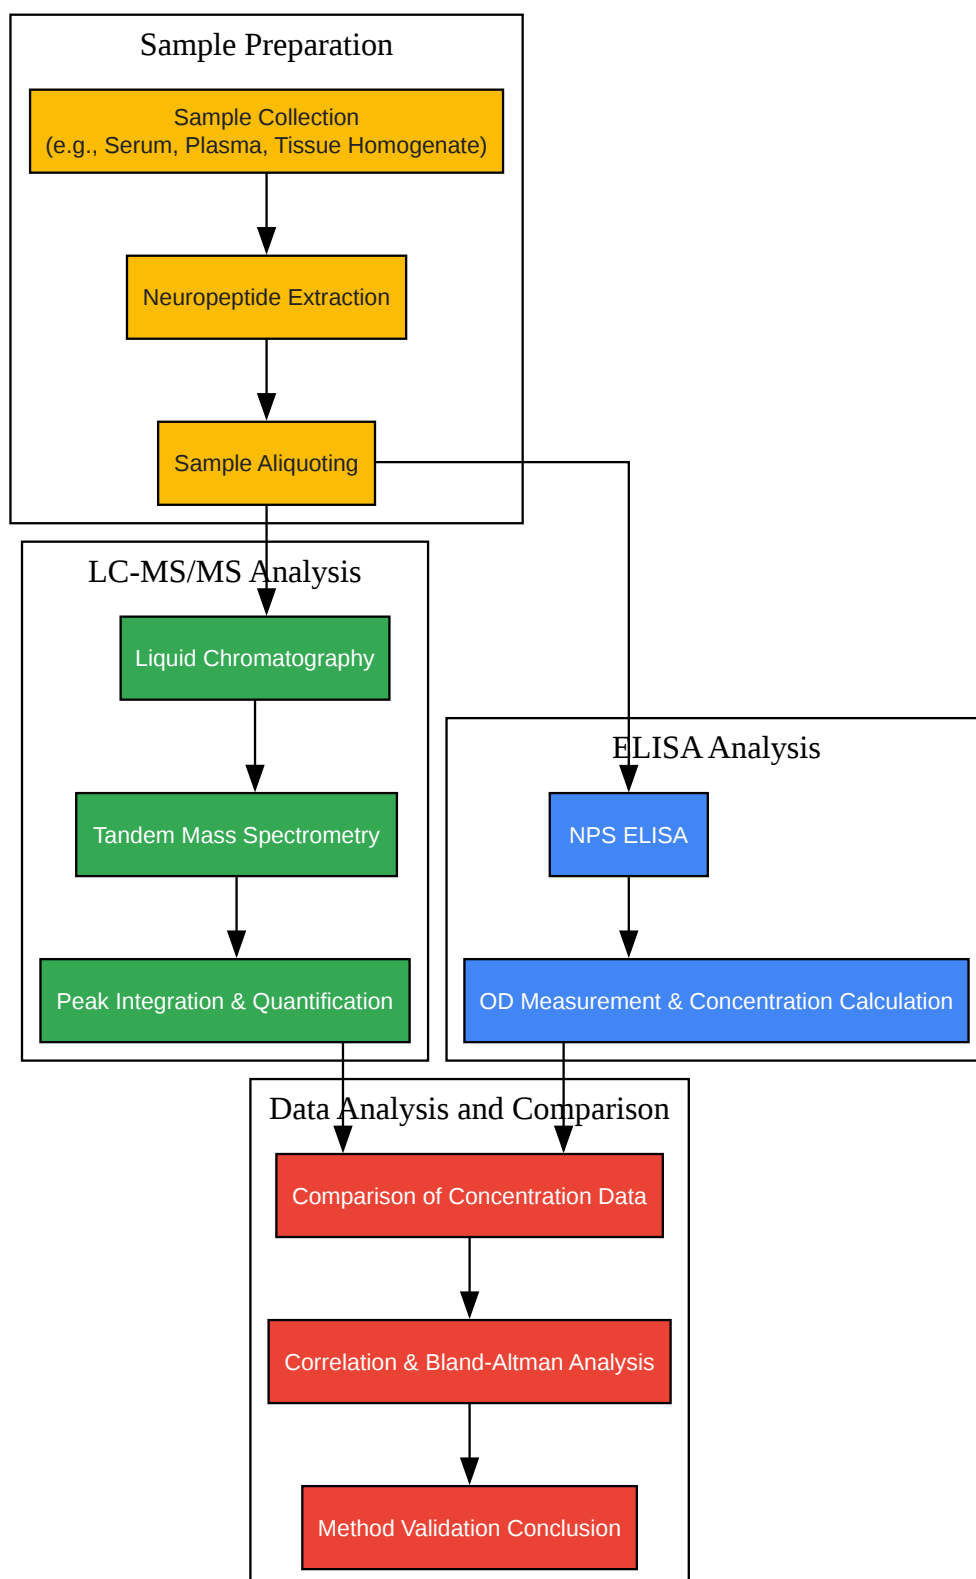 Sample Preparation
Sample Collection
(e.g., Serum, Plasma, Tissue Homogenate)
Neuropeptide Extraction
Sample Aliquoting
LC-MS/MS Analysis
Liquid Chromatography
Tandem Mass Spectrometry
Peak Integration & Quantification
ELISA Analysis
NPS ELISA
OD Measurement & Concentration Calculation
Data Analysis and Comparison
Comparison of Concentration Data
Correlation & Bland-Altman Analysis
Method Validation Conclusion